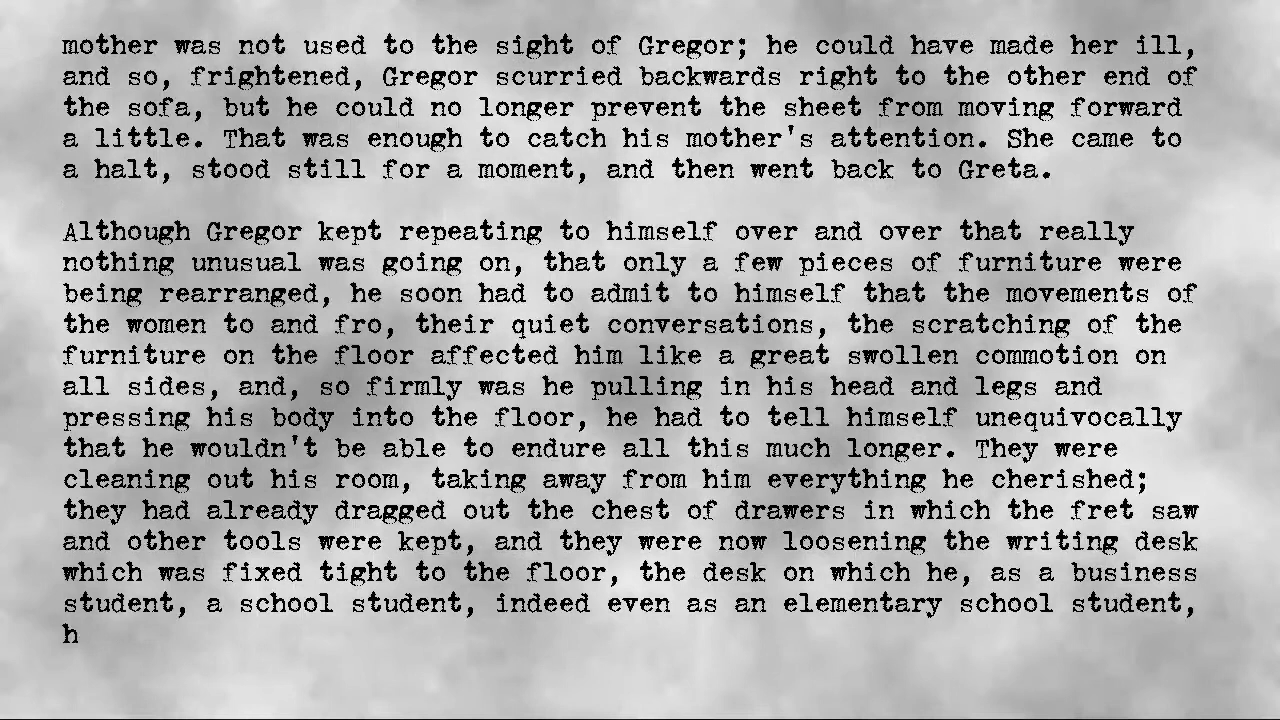 mother was not used to the sight of Gregor; he could have made her ill,
and so, frightened, Gregor scurried backwards right to the other end of
the sofa, but he could no longer prevent the sheet from moving forward
a little. That was enough to catch his mother's attention. She came to
a halt, stood still for a moment, and then went back to Greta.

Although Gregor kept repeating to himself over and over that really
nothing unusual was going on, that only a few pieces of furniture were
being rearranged, he soon had to admit to himself that the movements of
the women to and fro, their quiet conversations, the scratching of the
furniture on the floor affected him like a great swollen commotion on
all sides, and, so firmly was he pulling in his head and legs and
pressing his body into the floor, he had to tell himself unequivocally
that he wouldn't be able to endure all this much longer. They were
cleaning out his room, taking away from him everything he cherished;
they had already dragged out the chest of drawers in which the fret saw
and other tools were kept, and they were now loosening the writing desk
which was fixed tight to the floor, the desk on which he, as a business
student, a school student, indeed even as an elementary school student,
h